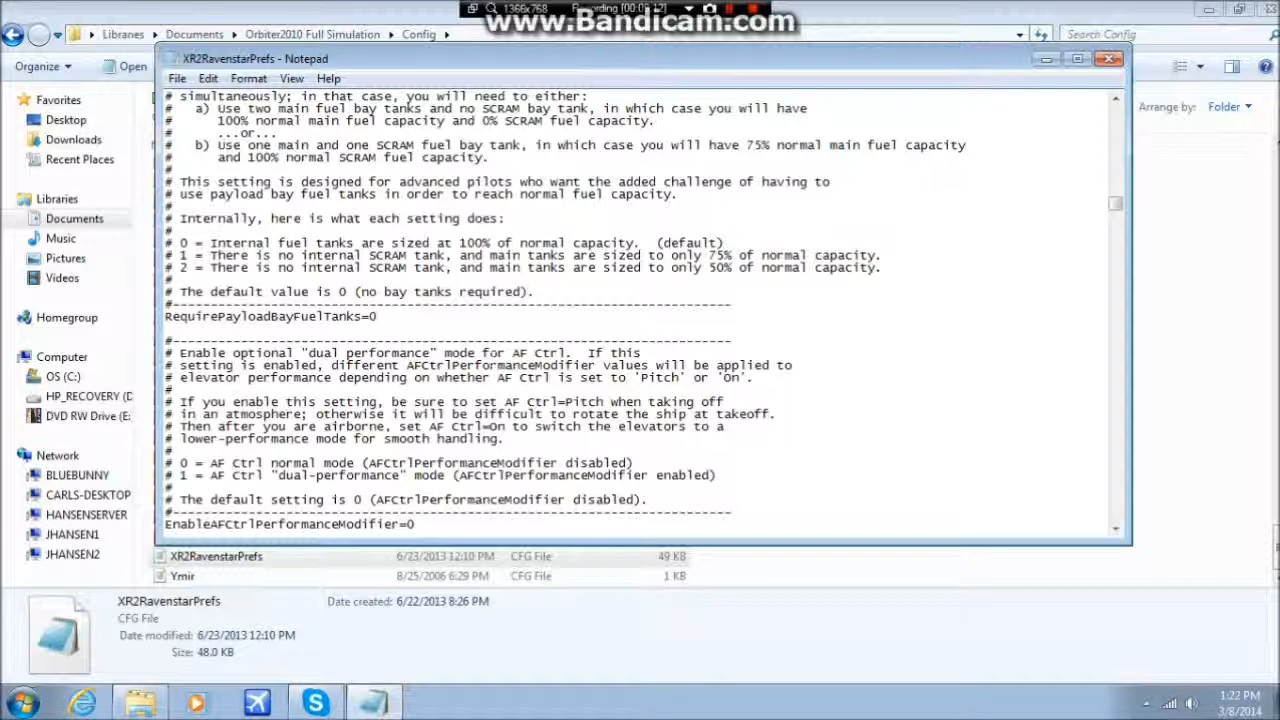 1366x768
Recording [00:05:12]
www.Bandicam.com
Libraries
Documents
Orbiter2010 Full Simulation
Config
Search Config
Organize
Open
Arrange by: Folder
Favorites
Desktop
Downloads
Recent Places
Libraries
Documents
Music
Pictures
Videos
Homegroup
Computer
OS (C:)
HP_RECOVERY (D
DVD RW Drive (E:
Network
BLUEBUNNY
CARLS-DESKTOP
HANSENSERVER
JHANSEN1
JHANSEN2
XR2RavenstarPrefs - Notepad
File Edit Format View Help
# simultaneously; in that case, you will need to either:
# a) Use two main fuel bay tanks and no SCRAM bay tank, in which case you will have
# 100% normal main fuel capacity and 0% SCRAM fuel capacity.
# ...or...
# b) Use one main and one SCRAM fuel bay tank, in which case you will have 75% normal main fuel capacity
# and 100% normal SCRAM fuel capacity.
#
# This setting is designed for advanced pilots who want the added challenge of having to
# use payload bay fuel tanks in order to reach normal fuel capacity.
#
# Internally, here is what each setting does:
#
# 0 = Internal fuel tanks are sized at 100% of normal capacity. (default)
# 1 = There is no internal SCRAM tank, and main tanks are sized to only 75% of normal capacity.
# 2 = There is no internal SCRAM tank, and main tanks are sized to only 50% of normal capacity.
#
# The default value is 0 (no bay tanks required).
#---------------------------------------------------------------------------
RequirePayloadBayFuelTanks=0
#---------------------------------------------------------------------------
# Enable optional "dual performance" mode for AF Ctrl. If this
# setting is enabled, different AFCtrlPerformanceModifier values will be applied to
# elevator performance depending on whether AF Ctrl is set to 'Pitch' or 'On'.
#
# If you enable this setting, be sure to set AF Ctrl=Pitch when taking off
# in an atmosphere; otherwise it will be difficult to rotate the ship at takeoff.
# Then after you are airborne, set AF Ctrl=On to switch the elevators to a
# lower-performance mode for smooth handling.
#
# 0 = AF Ctrl normal mode (AFCtrlPerformanceModifier disabled)
# 1 = AF Ctrl "dual-performance" mode (AFCtrlPerformanceModifier enabled)
#
# The default setting is 0 (AFCtrlPerformanceModifier disabled).
#---------------------------------------------------------------------------
EnableAFCtrlPerformanceModifier=0
XR2RavenstarPrefs 6/23/2013 12:10 PM CFG File 49 KB
Ymir 8/25/2006 6:29 PM CFG File 1 KB
XR2RavenstarPrefs Date created: 6/22/2013 8:26 PM
CFG File
Date modified: 6/23/2013 12:10 PM
Size: 48.0 KB
1:22 PM
3/8/2014